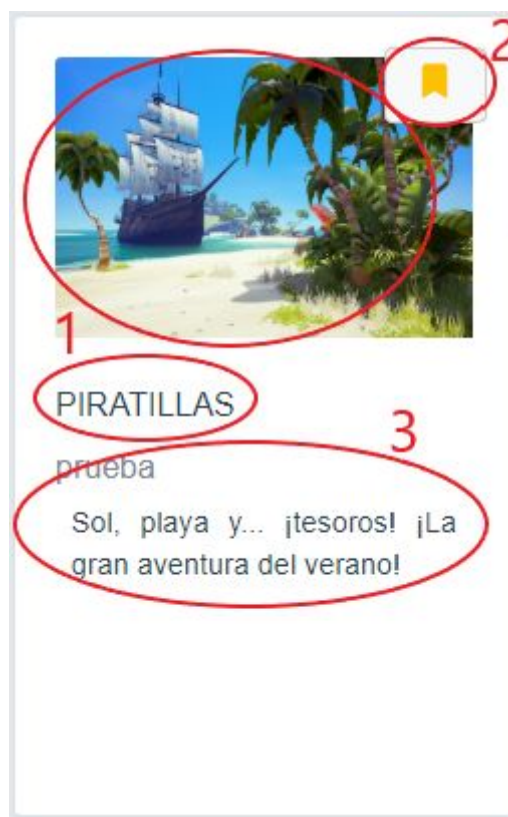 2
1
PIRATILLAS
3
prueba
Sol, playa y... ¡tesoros! ¡La
gran aventura del verano!